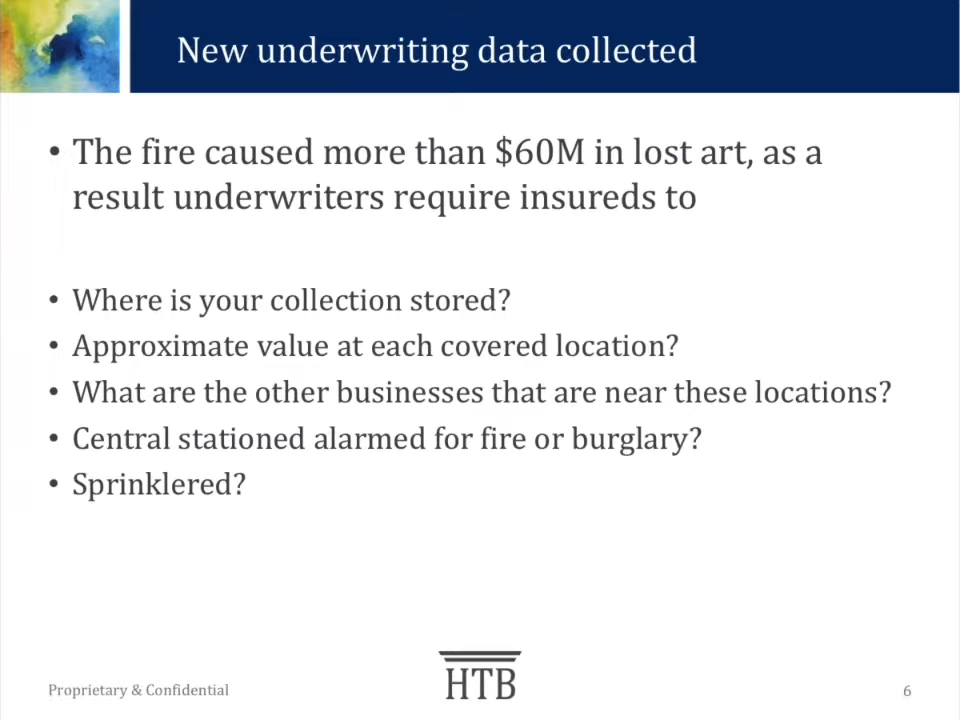 New underwriting data collected
• The fire caused more than $60M in lost art, as a
result underwriters require insureds to
• Where is your collection stored?
• Approximate value at each covered location?
• What are the other businesses that are near these locations?
• Central stationed alarmed for fire or burglary?
• Sprinklered?
Proprietary & Confidential
HTB
6